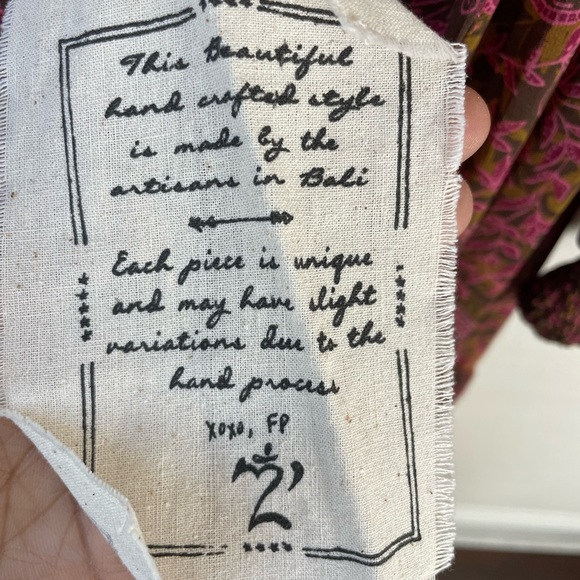 This Beautiful
hand crafted style
is made by the
artisans in Bali
Each piece is unique
and may have slight
variations due to the
hand process
xoxo, FP